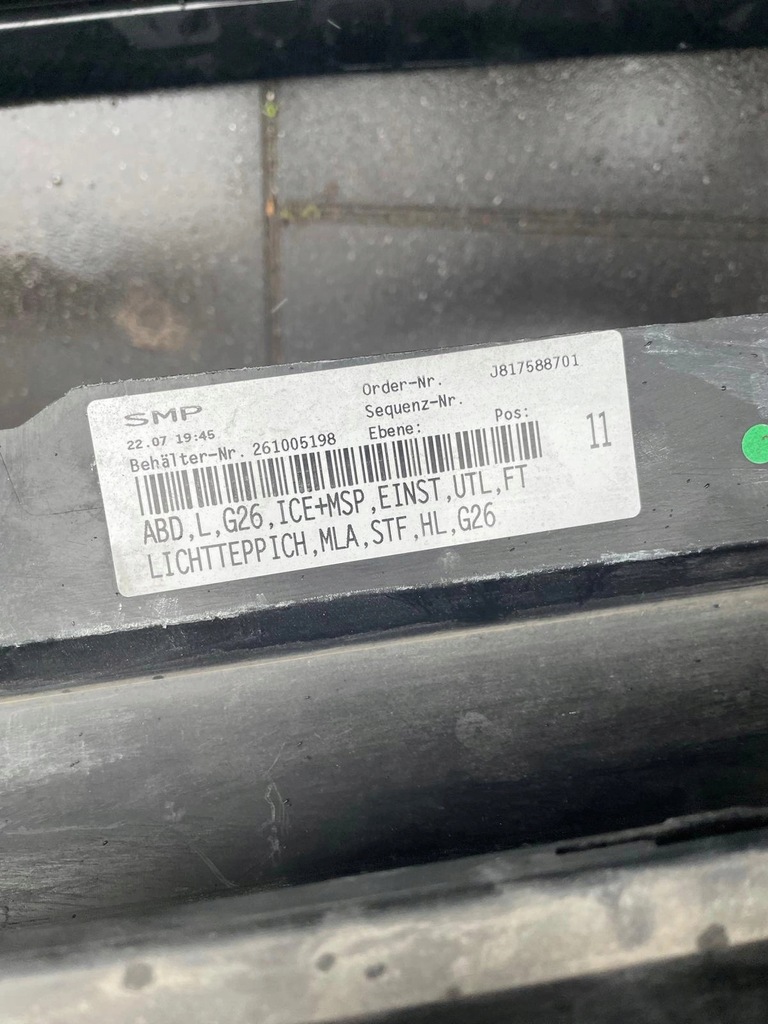 SMP
Order-Nr. J817588701
22.07 19:45
Sequenz-Nr.
Behälter-Nr. 261005198
Ebene: Pos: 11
ABD,L,G26,ICE+MSP,EINST,UTL,FT
LICHTTEPPICH,MLA,STF,HL,G26